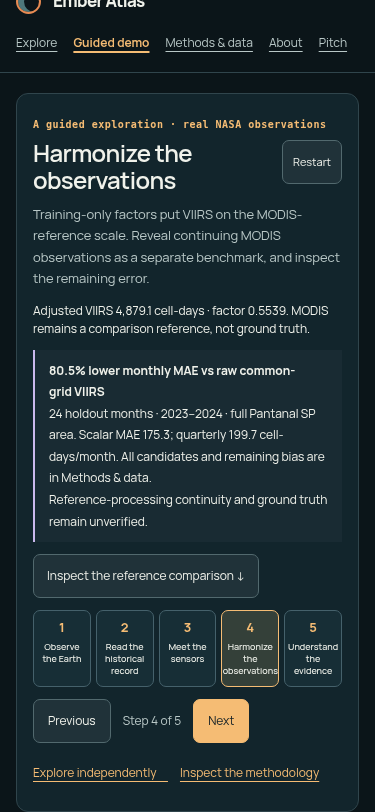 Ember Atlas
Explore Guided demo Methods & data About Pitch
A guided exploration · real NASA observations
Harmonize the
observations
Restart
Training-only factors put VIIRS on the MODIS-
reference scale. Reveal continuing MODIS
observations as a separate benchmark, and inspect
the remaining error.
Adjusted VIIRS 4,879.1 cell-days · factor 0.5539. MODIS
remains a comparison reference, not ground truth.
80.5% lower monthly MAE vs raw common-
grid VIIRS
24 holdout months · 2023–2024 · full Pantanal SP
area. Scalar MAE 175.3; quarterly 199.7 cell-
days/month. All candidates and remaining bias are
in Methods & data.
Reference-processing continuity and ground truth
remain unverified.
Inspect the reference comparison ↓
1
Observe
the Earth
2
Read the
historical
record
3
Meet the
sensors
4
Harmonize
the
observations
5
Understand
the
evidence
Previous Step 4 of 5 Next
Explore independently Inspect the methodology